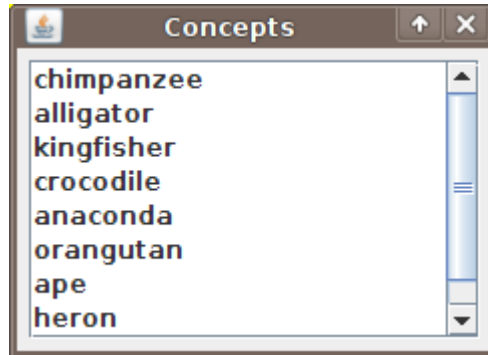 Concepts
chimpanzee
alligator
kingfisher
crocodile
anaconda
orangutan
ape
heron